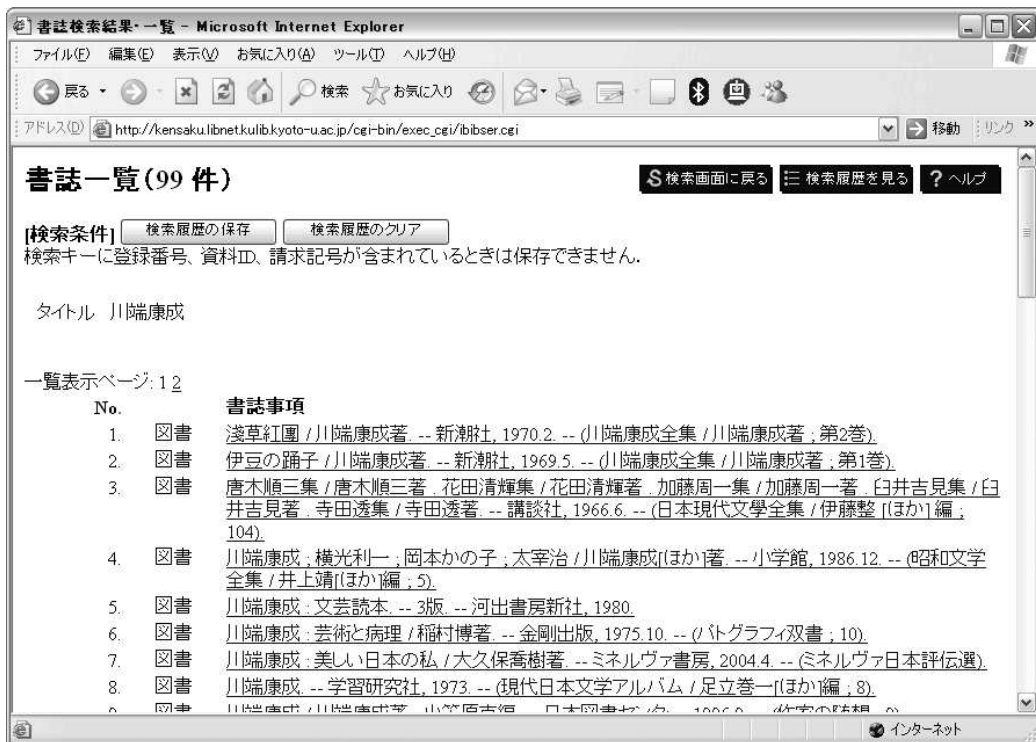 書誌検索結果・一覧 - Microsoft Internet Explorer
ファイル(F) 編集(E) 表示(V) お気に入り(A) ツール(T) ヘルプ(H)
戻る 検索 お気に入り
アドレス(D) http://kensaku.libnet.kulib.kyoto-u.ac.jp/cgi-bin/exec_cgi/ibibser.cgi 移動 リンク »
書誌一覧(99 件) 検索画面に戻る 検索履歴を見る ? ヘルプ
[検索条件] 検索履歴の保存 検索履歴のクリア
検索キーに登録番号、資料ID、請求記号が含まれているときは保存できません.
タイトル 川端康成
一覧表示ページ: 1 2
No. 書誌事項
1. 図書 淺草紅團 / 川端康成著. -- 新潮社, 1970.2. -- (川端康成全集 / 川端康成著 ; 第2巻).
2. 図書 伊豆の踊子 / 川端康成著. -- 新潮社, 1969.5. -- (川端康成全集 / 川端康成著 ; 第1巻).
3. 図書 唐木順三集 / 唐木順三著 . 花田清輝集 / 花田清輝著 . 加藤周一集 / 加藤周一著 . 臼井吉見集 / 臼
井吉見著 . 寺田透集 / 寺田透著. -- 講談社, 1966.6. -- (日本現代文學全集 / 伊藤整 [ほか] 編 ;
104).
4. 図書 川端康成 ; 横光利一 ; 岡本かの子 ; 太宰治 / 川端康成[ほか]著. -- 小学館, 1986.12. -- (昭和文学
全集 / 井上靖[ほか]編 ; 5).
5. 図書 川端康成 : 文芸読本. -- 3版. -- 河出書房新社, 1980.
6. 図書 川端康成 : 芸術と病理 / 稲村博著. -- 金剛出版, 1975.10. -- (パトグラフィ双書 ; 10).
7. 図書 川端康成 : 美しい日本の私 / 大久保喬樹著. -- ミネルヴァ書房, 2004.4. -- (ミネルヴァ日本評伝選).
8. 図書 川端康成. -- 学習研究社, 1973. -- (現代日本文学アルバム / 足立巻一[ほか]編 ; 8).
インターネット